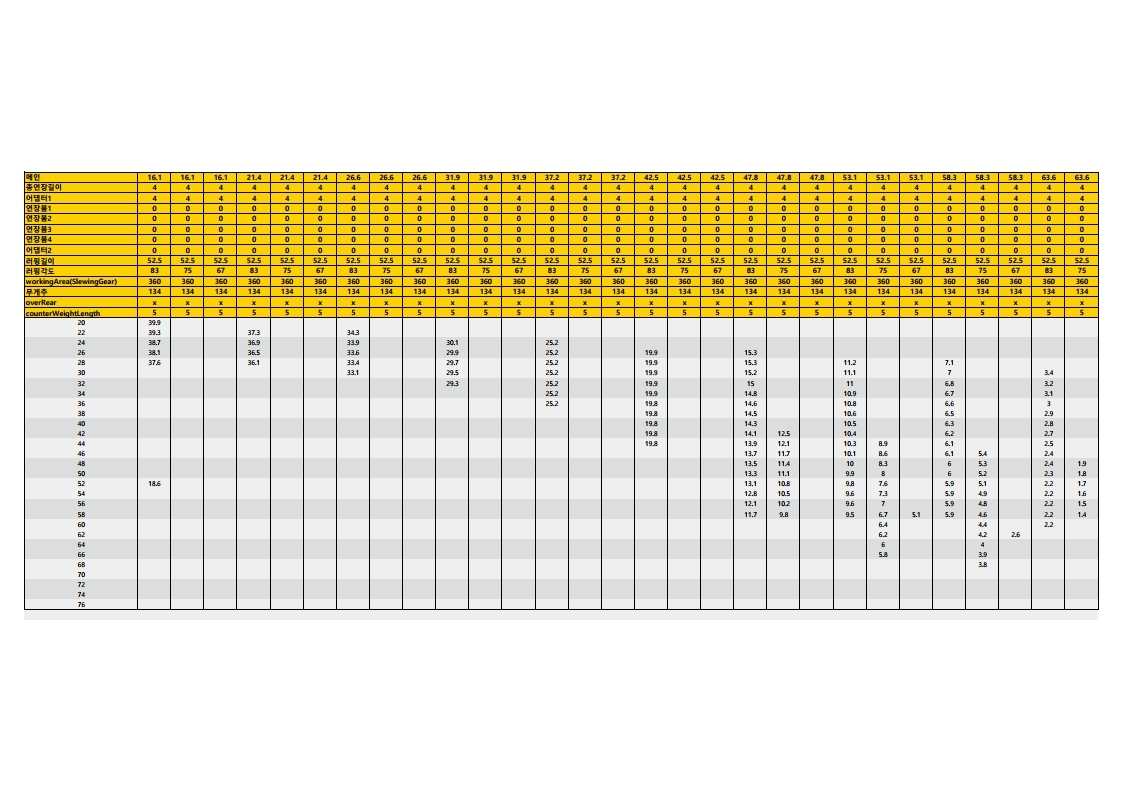 메인 16.1 16.1 16.1 21.4 21.4 21.4 26.6 26.6 26.6 31.9 31.9 31.9 37.2 37.2 37.2 42.5 42.5 42.5 47.8 47.8 47.8 53.1 53.1 53.1 58.3 58.3 58.3 63.6 63.6
총연장길이 4 4 4 4 4 4 4 4 4 4 4 4 4 4 4 4 4 4 4 4 4 4 4 4 4 4 4 4 4
어댑터1 4 4 4 4 4 4 4 4 4 4 4 4 4 4 4 4 4 4 4 4 4 4 4 4 4 4 4 4 4
연장붐1 0 0 0 0 0 0 0 0 0 0 0 0 0 0 0 0 0 0 0 0 0 0 0 0 0 0 0 0 0
연장붐2 0 0 0 0 0 0 0 0 0 0 0 0 0 0 0 0 0 0 0 0 0 0 0 0 0 0 0 0 0
연장붐3 0 0 0 0 0 0 0 0 0 0 0 0 0 0 0 0 0 0 0 0 0 0 0 0 0 0 0 0 0
연장붐4 0 0 0 0 0 0 0 0 0 0 0 0 0 0 0 0 0 0 0 0 0 0 0 0 0 0 0 0 0
어댑터2 0 0 0 0 0 0 0 0 0 0 0 0 0 0 0 0 0 0 0 0 0 0 0 0 0 0 0 0 0
러핑길이 52.5 52.5 52.5 52.5 52.5 52.5 52.5 52.5 52.5 52.5 52.5 52.5 52.5 52.5 52.5 52.5 52.5 52.5 52.5 52.5 52.5 52.5 52.5 52.5 52.5 52.5 52.5 52.5 52.5
러핑각도 83 75 67 83 75 67 83 75 67 83 75 67 83 75 67 83 75 67 83 75 67 83 75 67 83 75 67 83 75
workingArea(SlewingGear) 360 360 360 360 360 360 360 360 360 360 360 360 360 360 360 360 360 360 360 360 360 360 360 360 360 360 360 360 360
무게추 134 134 134 134 134 134 134 134 134 134 134 134 134 134 134 134 134 134 134 134 134 134 134 134 134 134 134 134 134
overRear x x x x x x x x x x x x x x x x x x x x x x x x x x x x x
counterWeightLength 5 5 5 5 5 5 5 5 5 5 5 5 5 5 5 5 5 5 5 5 5 5 5 5 5 5 5 5 5
20 39.9
22 39.3 37.3 34.3
24 38.7 36.9 33.9 30.1 25.2
26 38.1 36.5 33.6 29.9 25.2 19.9 15.3
28 37.6 36.1 33.4 29.7 25.2 19.9 15.3 11.2 7.1
30 33.1 29.5 25.2 19.9 15.2 11.1 7 3.4
32 29.3 25.2 19.9 15 11 6.8 3.2
34 25.2 19.9 14.8 10.9 6.7 3.1
36 25.2 19.8 14.6 10.8 6.6 3
38 19.8 14.5 10.6 6.5 2.9
40 19.8 14.3 10.5 6.3 2.8
42 19.8 14.1 12.5 10.4 6.2 2.7
44 19.8 13.9 12.1 10.3 8.9 6.1 2.5
46 13.7 11.7 10.1 8.6 6.1 5.4 2.4
48 13.5 11.4 10 8.3 6 5.3 2.4 1.9
50 13.3 11.1 9.9 8 6 5.2 2.3 1.8
52 18.6 13.1 10.8 9.8 7.6 5.9 5.1 2.2 1.7
54 12.8 10.5 9.6 7.3 5.9 4.9 2.2 1.6
56 12.1 10.2 9.6 7 5.9 4.8 2.2 1.5
58 11.7 9.8 9.5 6.7 5.1 5.9 4.6 2.2 1.4
60 6.4 4.4 2.2
62 6.2 4.2 2.6
64 6 4
66 5.8 3.9
68 3.8
70
72
74
76